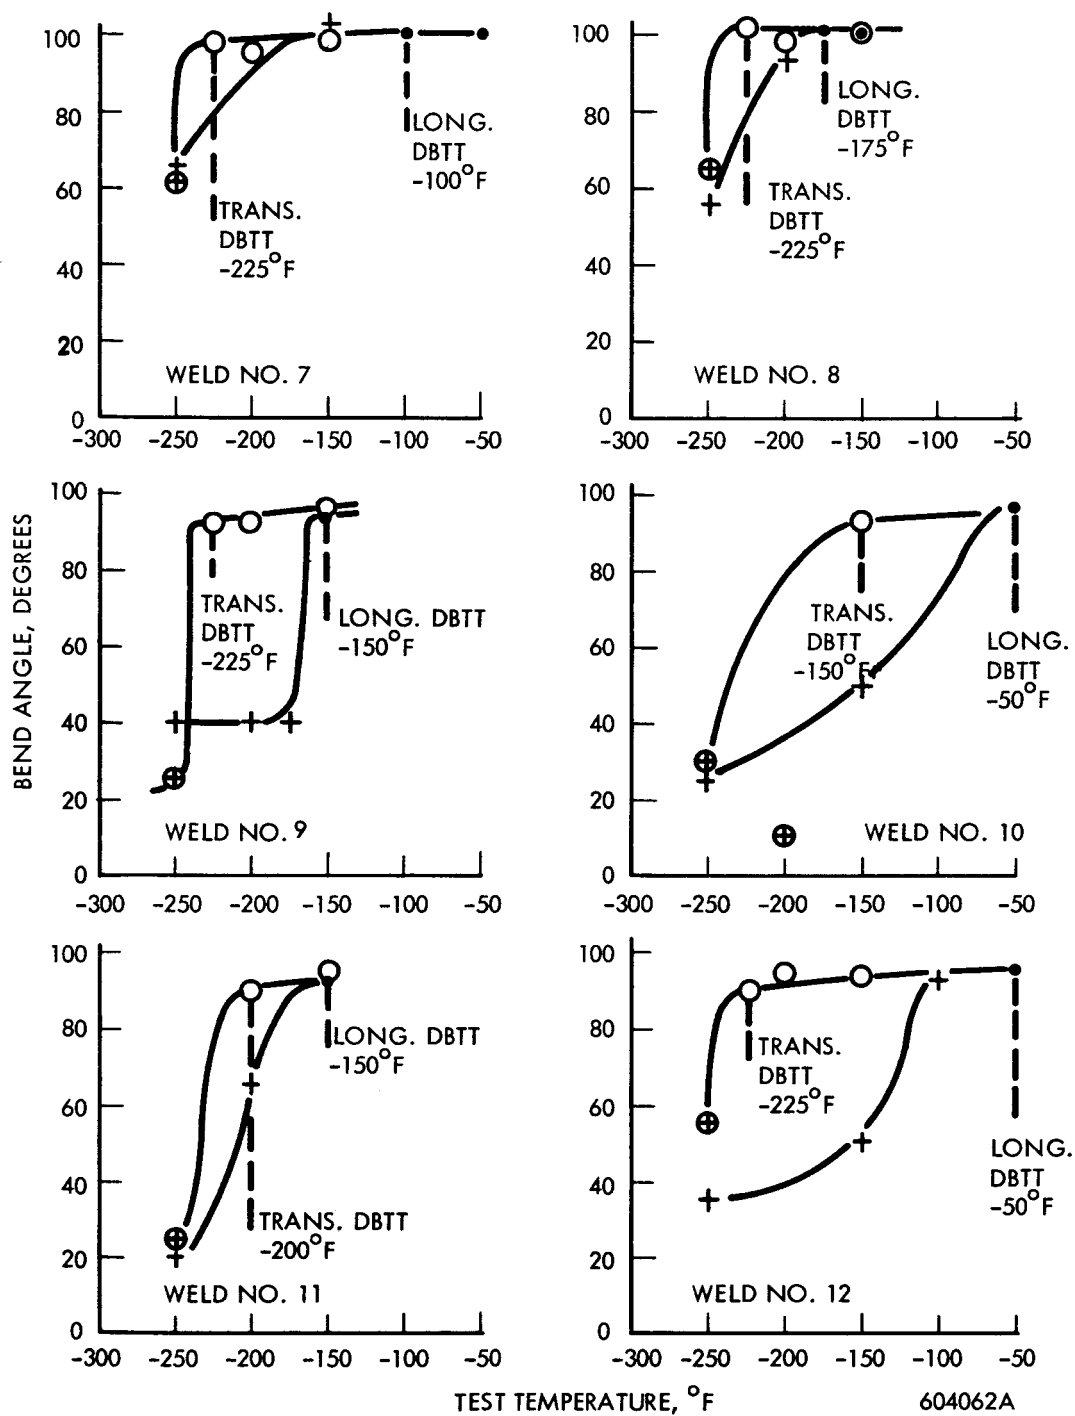 100
80
60
40
20
0
LONG.
DBTT
-100°F
TRANS.
DBTT
-225°F
WELD NO. 7
-300 -250 -200 -150 -100 -50
100
80
60
40
20
0
LONG.
DBTT
-175°F
TRANS.
DBTT
-225°F
WELD NO. 8
-300 -250 -200 -150 -100 -50
BEND ANGLE, DEGREES
100
80
60
40
20
0
TRANS.
DBTT
-225°F
LONG. DBTT
-150°F
WELD NO. 9
-300 -250 -200 -150 -100 -50
100
80
60
40
20
0
TRANS.
DBTT
-150°F
LONG.
DBTT
-50°F
WELD NO. 10
-300 -250 -200 -150 -100 -50
100
80
60
40
20
0
LONG. DBTT
-150°F
TRANS. DBTT
-200°F
WELD NO. 11
-300 -250 -200 -150 -100 -50
100
80
60
40
20
0
TRANS.
DBTT
-225°F
LONG.
DBTT
-50°F
WELD NO. 12
-300 -250 -200 -150 -100 -50
TEST TEMPERATURE, °F
604062A